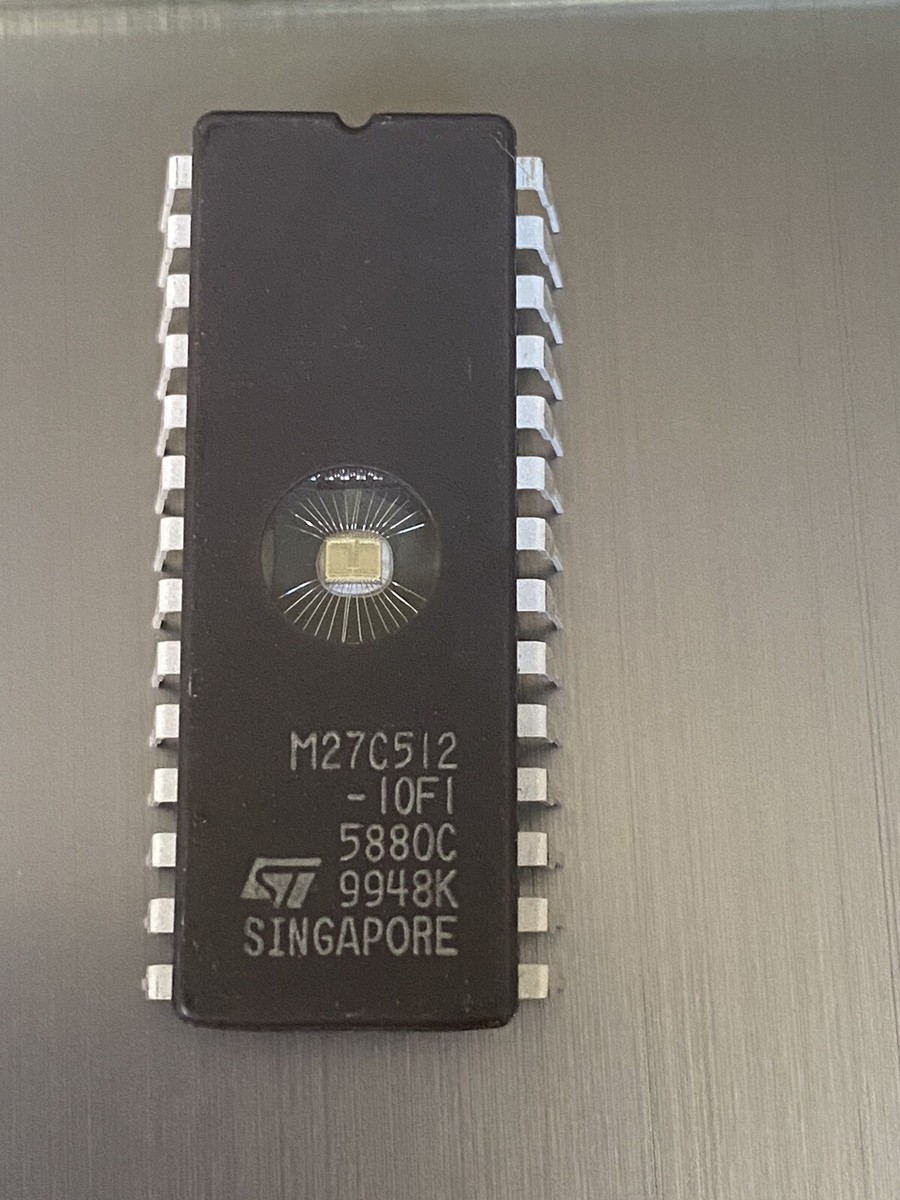 M27C512
-10F1
5880C
ST 9948K
SINGAPORE